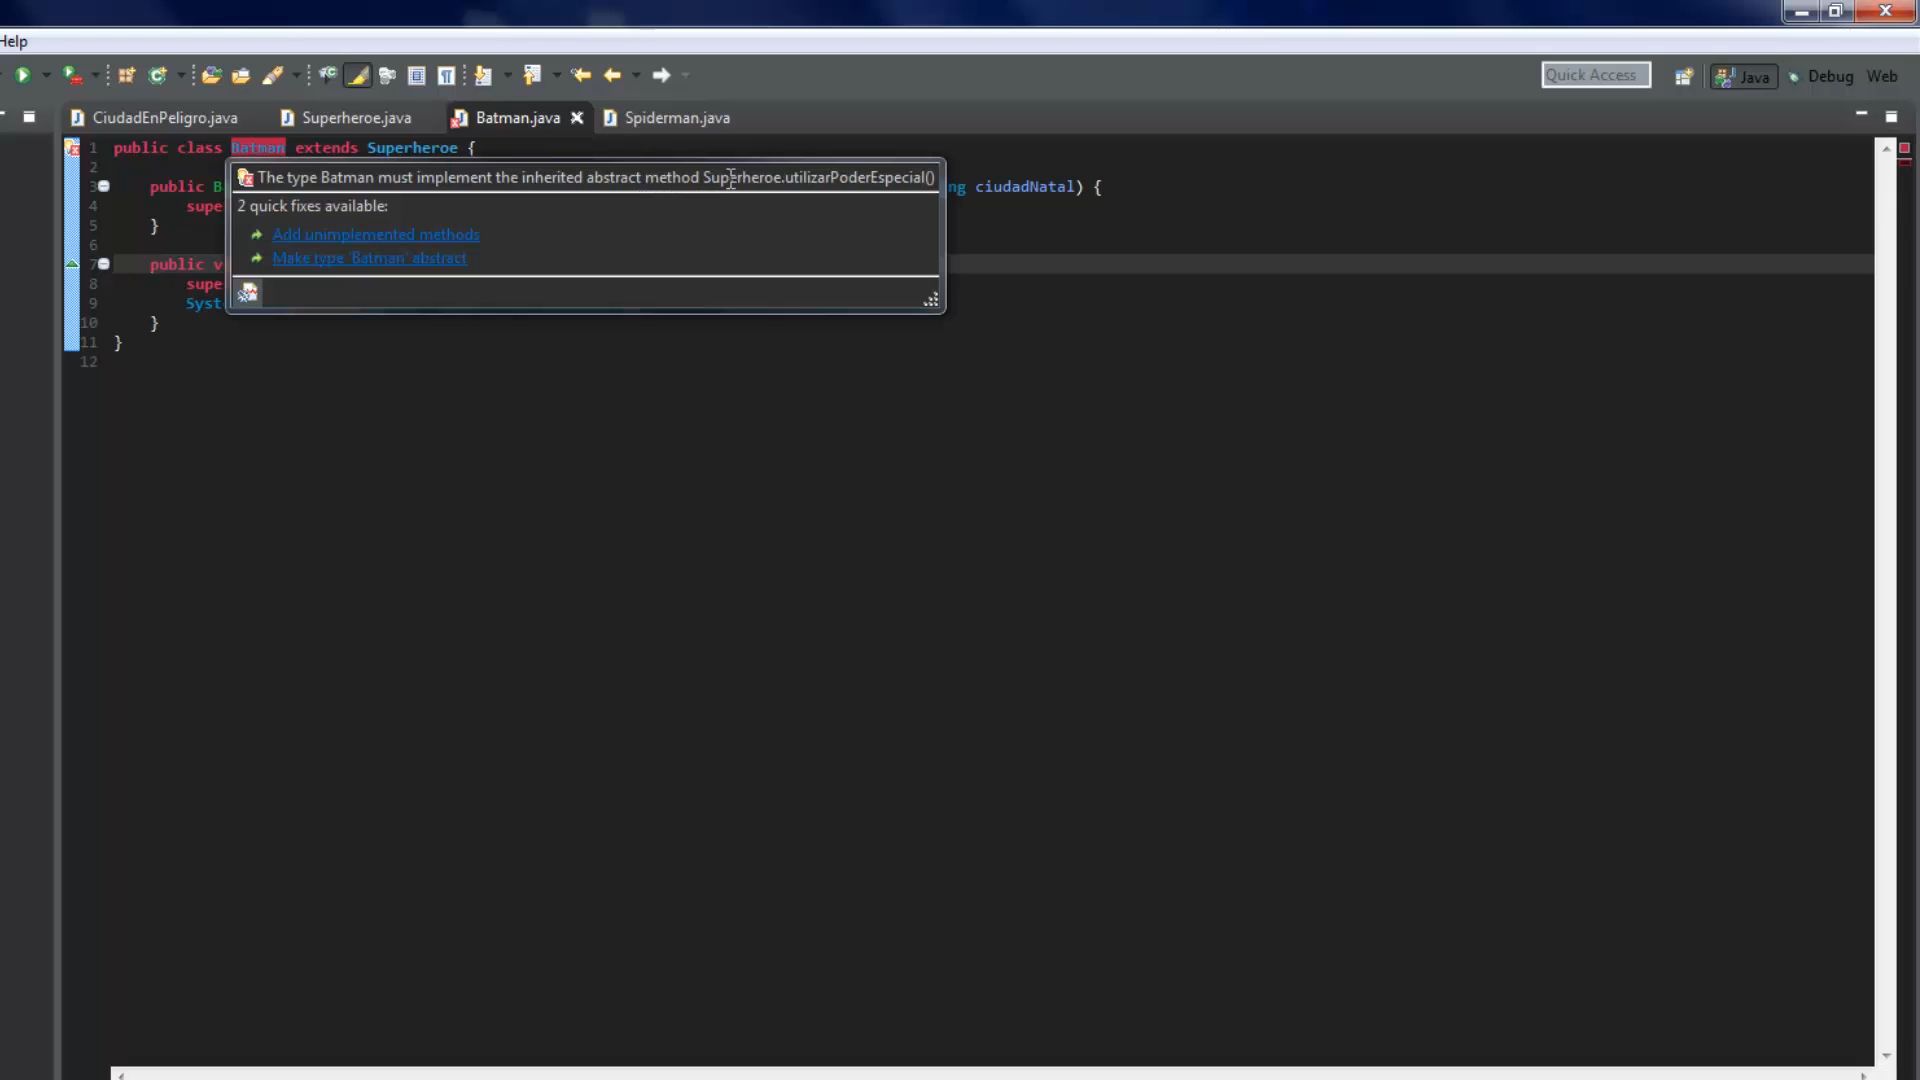 Help
Quick Access
Java
Debug
Web
CiudadEnPeligro.java
Superheroe.java
Batman.java
Spiderman.java
1 public class Batman extends Superheroe {
2
The type Batman must implement the inherited abstract method Superheroe.utilizarPoderEspecial()
3 public B ng ciudadNatal) {
2 quick fixes available:
4 supe
5 }
Add unimplemented methods
6
Make type 'Batman' abstract
7 public v
8 supe
9 Syst
10 }
11 }
12